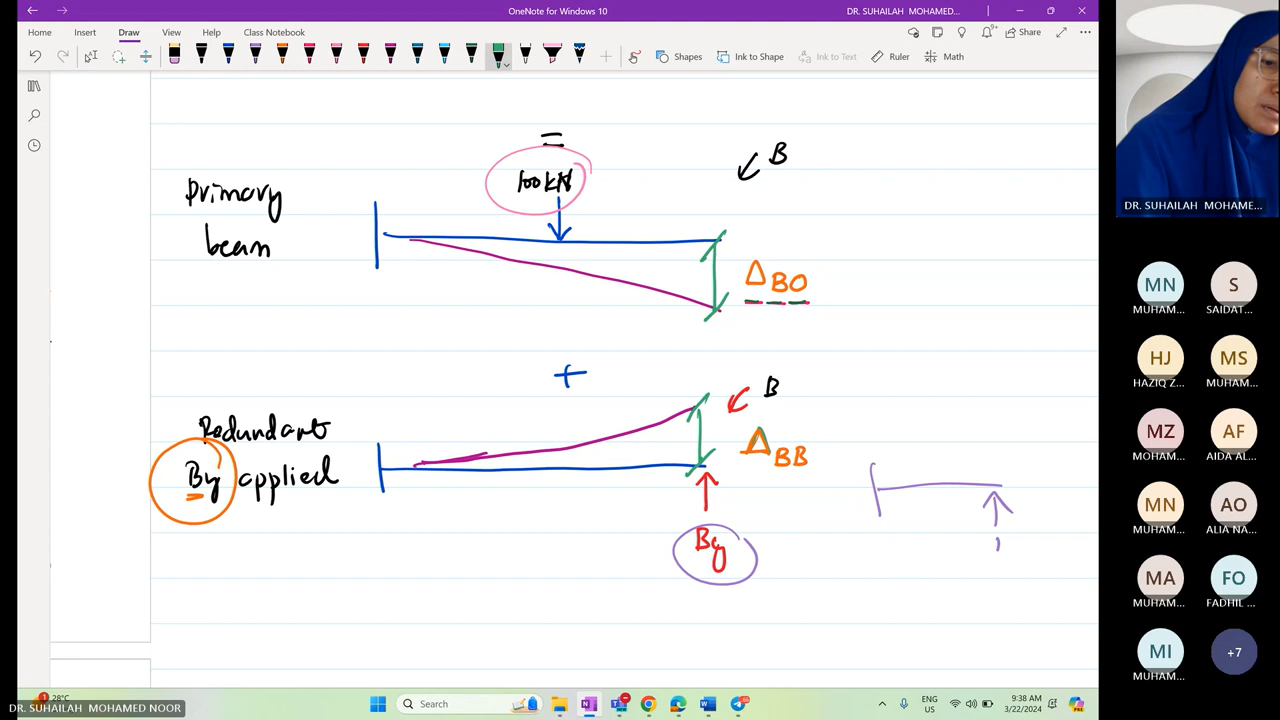 OneNote for Windows 10
DR. SUHAILAH MOHAMED...
Home Insert Draw View Help Class Notebook
Share
Shapes Ink to Shape Ink to Text Ruler Math
=
100kN
B
Primary
beam
ΔBO
+
B
Redundant
By applied
ΔBB
By
1
DR. SUHAILAH MOHAME...
MN
MUHAM...
S
SAIDAT...
HJ
HAZIQ Z...
MS
MUHAM...
MZ
MOHAM...
AF
AIDA AL...
MN
MUHAM...
AO
ALIA NA...
MA
MUHAM...
FO
FADHIL ...
MI
MUHAM...
+7
1
28°C
DR. SUHAILAH MOHAMED NOOR
Search
ENG
US
9:38 AM
3/22/2024